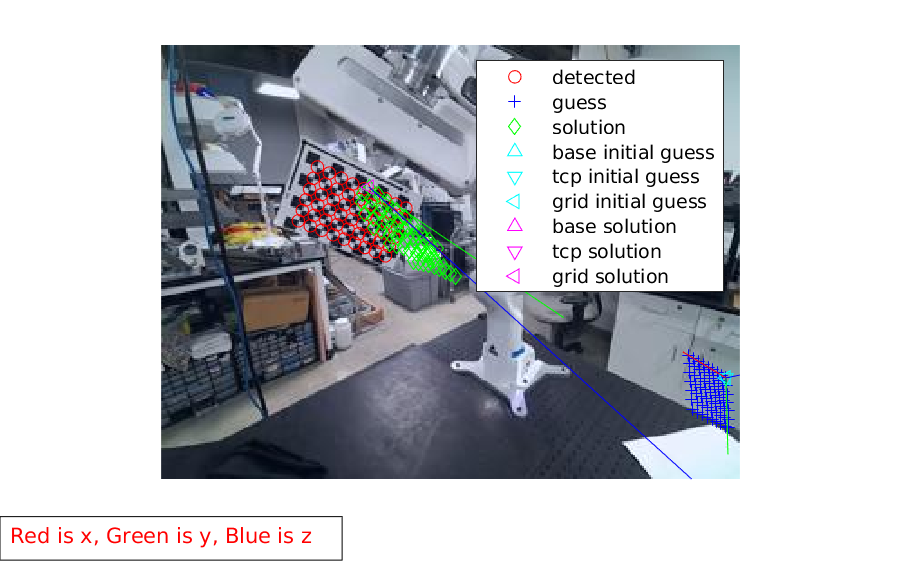 detected
guess
solution
base initial guess
tcp initial guess
grid initial guess
base solution
tcp solution
grid solution
Red is x, Green is y, Blue is z